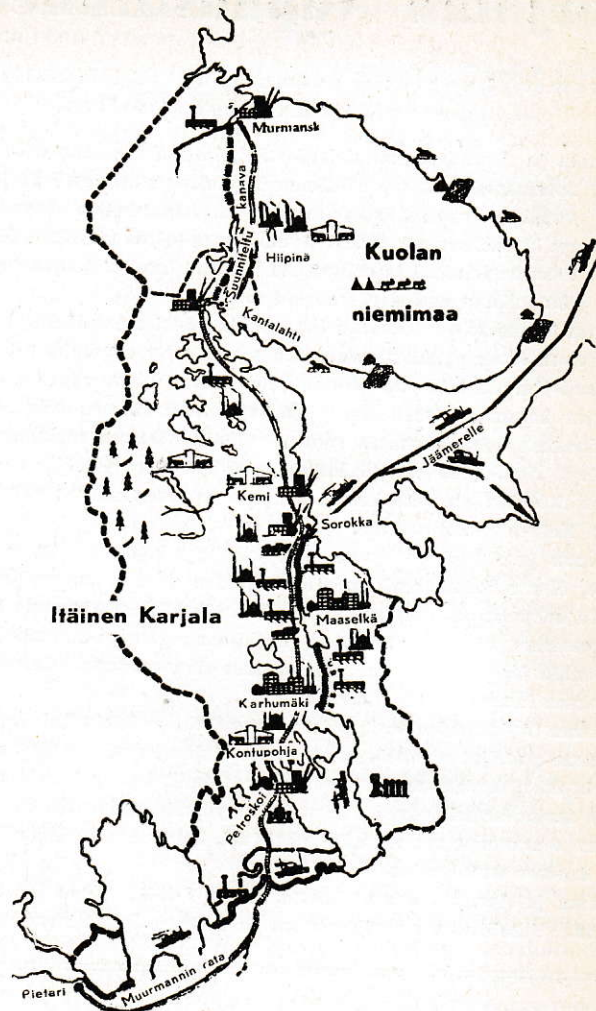 Murmansk
Suunniteltu kanava
Hiipinä
Kuolan
niemimaa
Kantalahti
Jäämerelle
Kemi
Sorokka
Itäinen Karjala
Maaselkä
Karhumäki
Kontupohja
Petroskoi
Muurmannin rata
Pietari